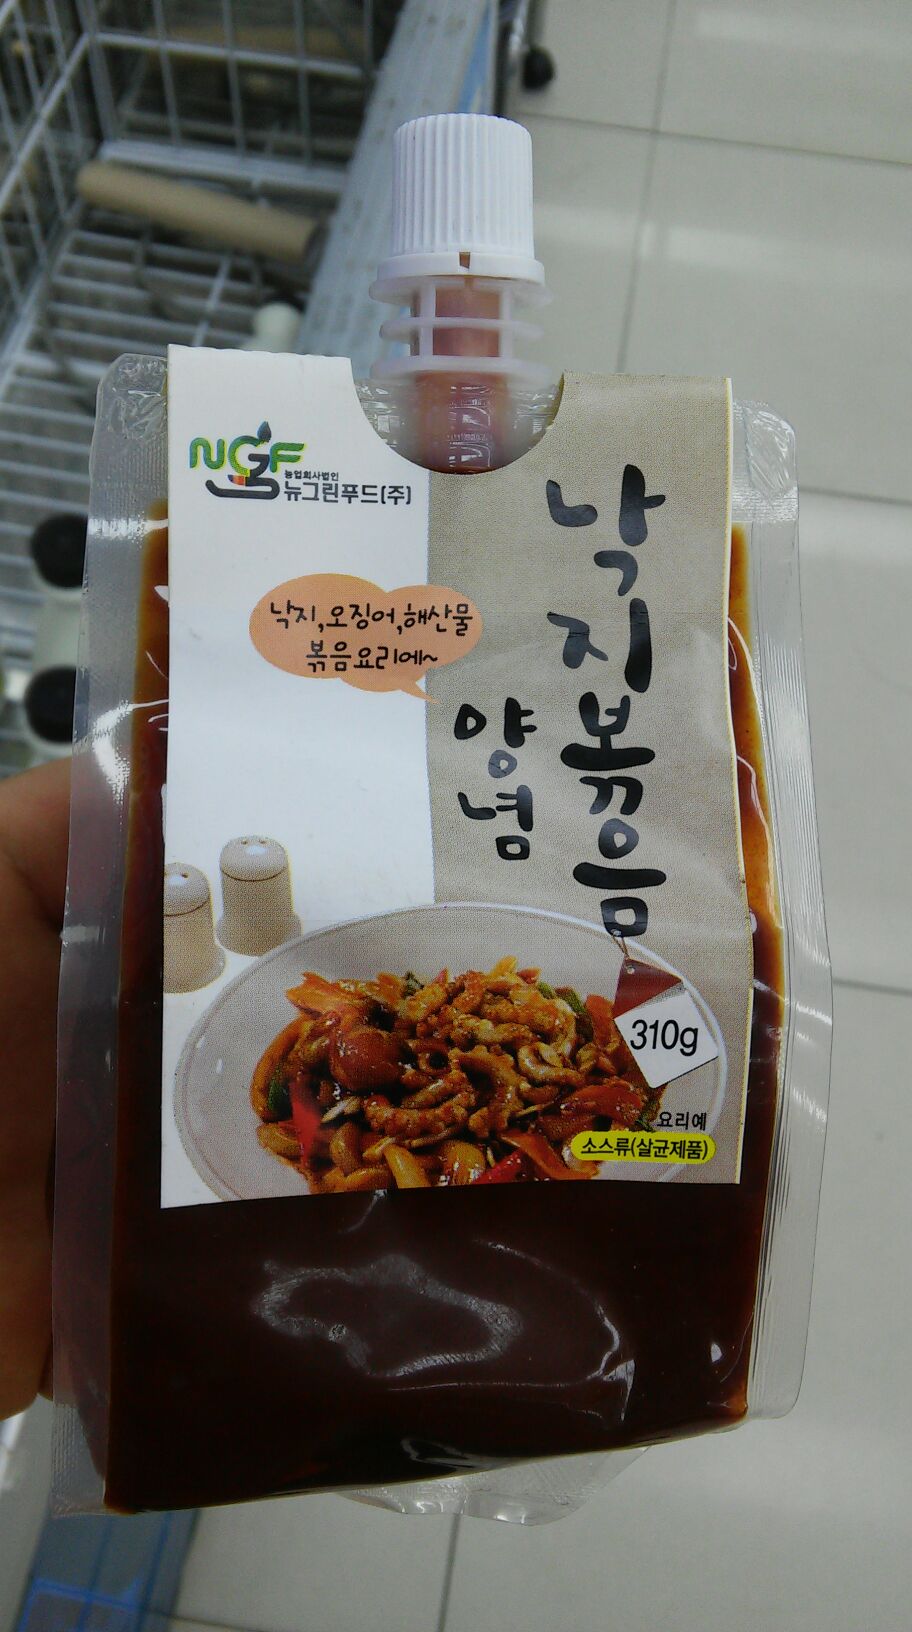 NGF
농업회사법인
뉴그린푸드(주)
낙지,오징어,해산물
볶음요리에~
낙지볶음
양념
310g
요리예
소스류(살균제품)